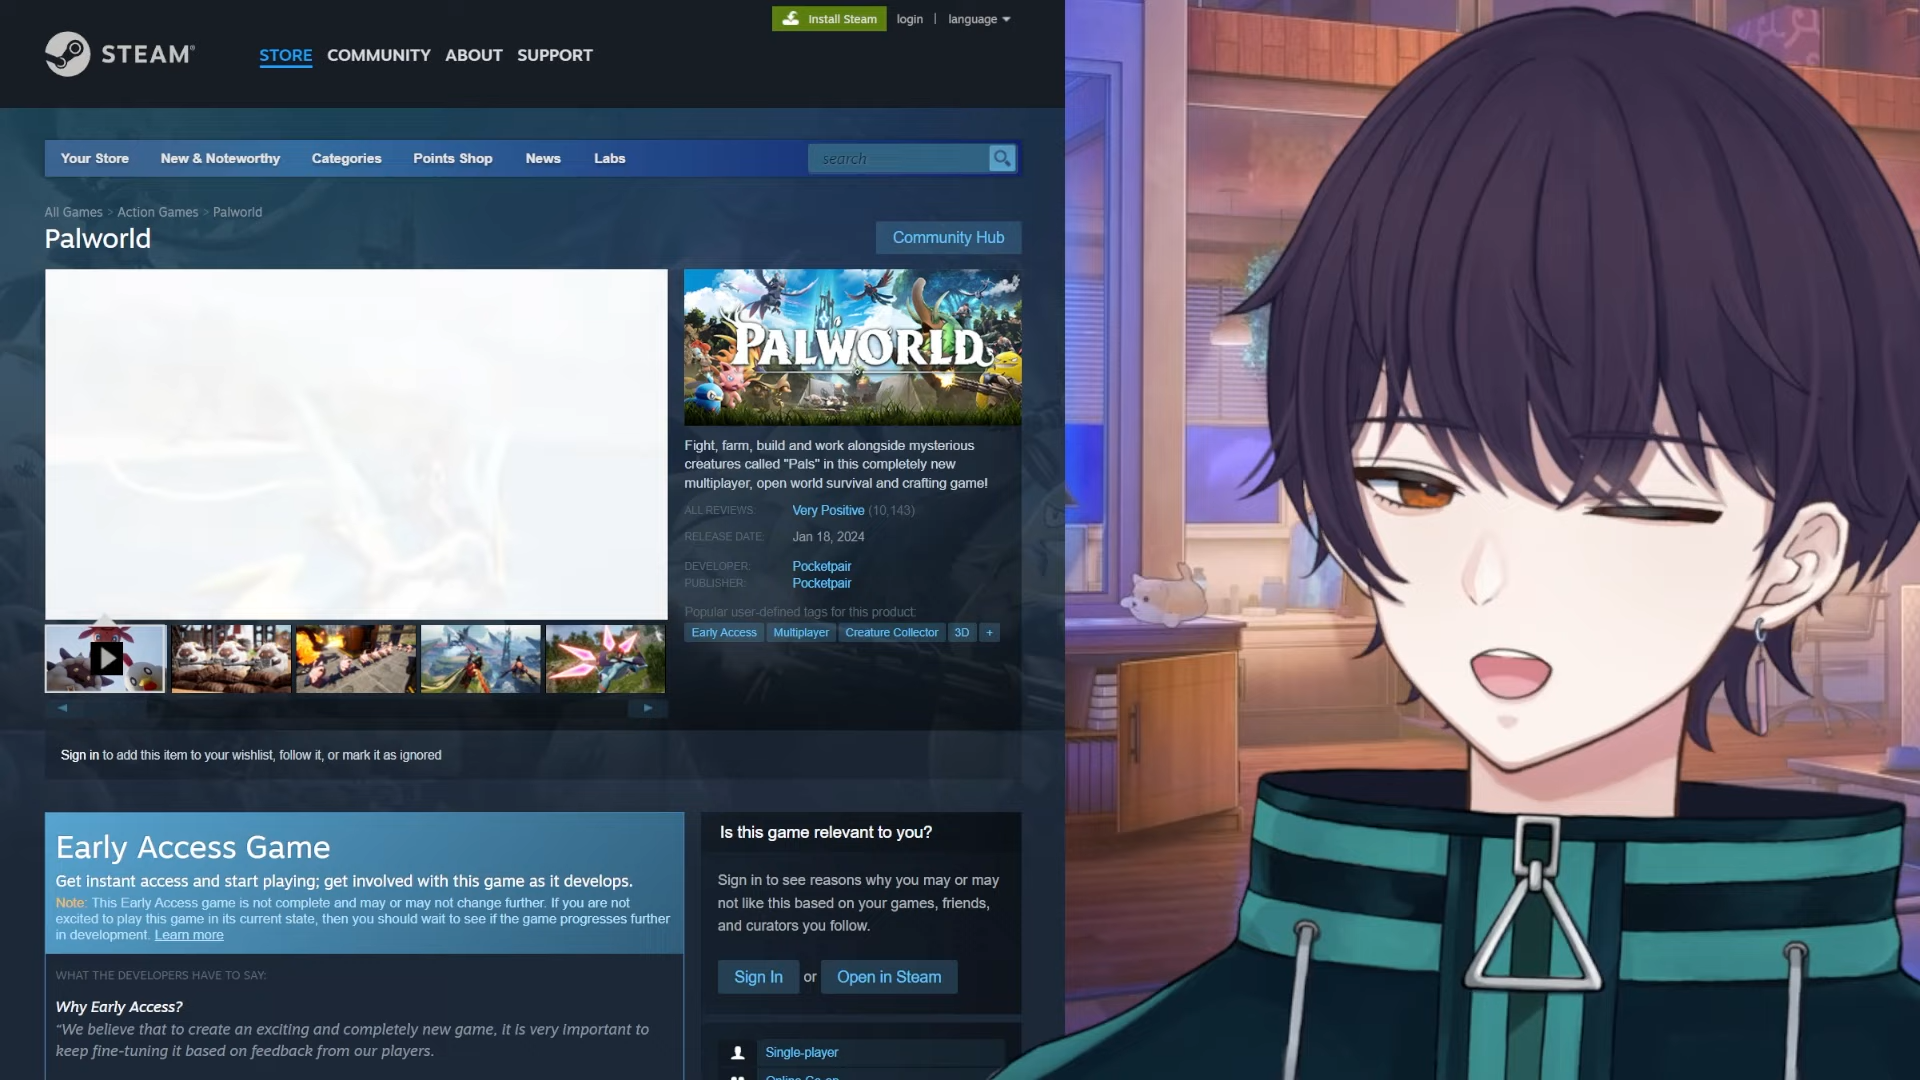 Install Steam
login | language
STEAM®
STORE COMMUNITY ABOUT SUPPORT
Your Store New & Noteworthy Categories Points Shop News Labs
search
All Games > Action Games > Palworld
Palworld
Community Hub
PALWORLD
Fight, farm, build and work alongside mysterious
creatures called "Pals" in this completely new
multiplayer, open world survival and crafting game!
ALL REVIEWS: Very Positive (10,143)
RELEASE DATE: Jan 18, 2024
DEVELOPER: Pocketpair
PUBLISHER: Pocketpair
Popular user-defined tags for this product:
Early Access Multiplayer Creature Collector 3D +
Sign in to add this item to your wishlist, follow it, or mark it as ignored
Early Access Game
Get instant access and start playing; get involved with this game as it develops.
Note: This Early Access game is not complete and may or may not change further. If you are not
excited to play this game in its current state, then you should wait to see if the game progresses further
in development. Learn more
WHAT THE DEVELOPERS HAVE TO SAY:
Why Early Access?
“We believe that to create an exciting and completely new game, it is very important to
keep fine-tuning it based on feedback from our players.
Is this game relevant to you?
Sign in to see reasons why you may or may
not like this based on your games, friends,
and curators you follow.
Sign In or Open in Steam
Single-player
Online Co-op